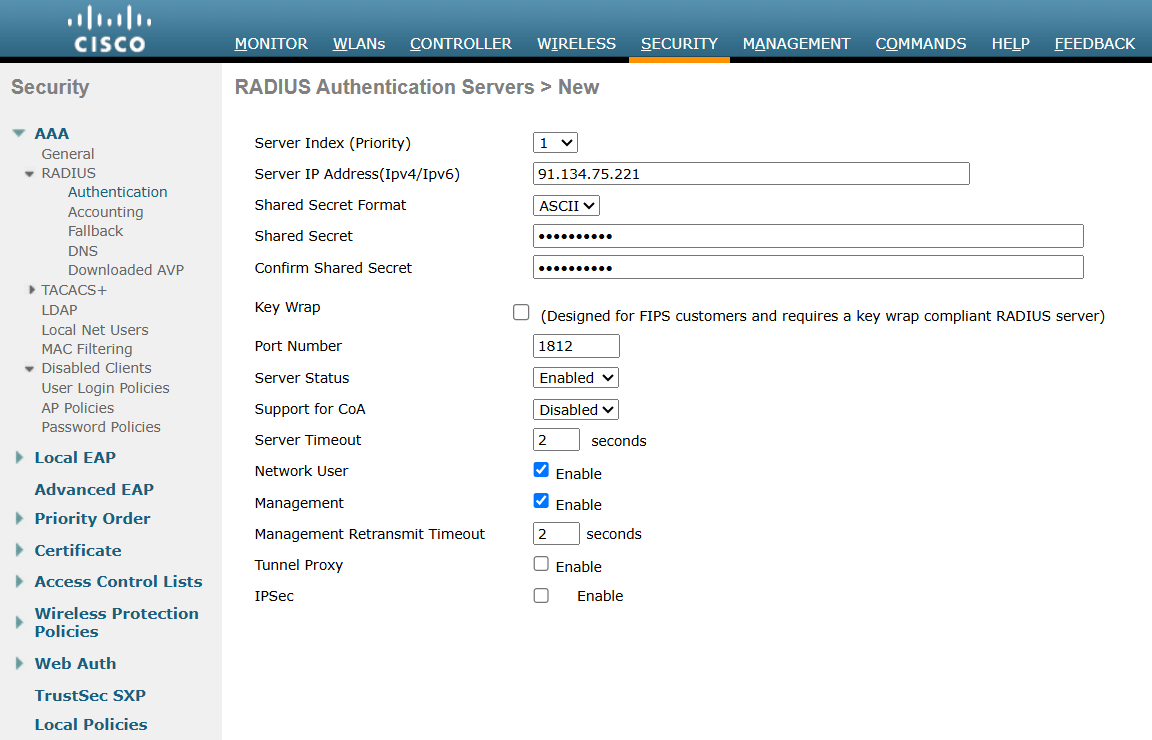 CISCO
MONITOR WLANs CONTROLLER WIRELESS SECURITY MANAGEMENT COMMANDS HELP FEEDBACK
Security
AAA
General
RADIUS
Authentication
Accounting
Fallback
DNS
Downloaded AVP
TACACS+
LDAP
Local Net Users
MAC Filtering
Disabled Clients
User Login Policies
AP Policies
Password Policies
Local EAP
Advanced EAP
Priority Order
Certificate
Access Control Lists
Wireless Protection
Policies
Web Auth
TrustSec SXP
Local Policies
RADIUS Authentication Servers > New
Server Index (Priority) 1
Server IP Address(Ipv4/Ipv6) 91.134.75.221
Shared Secret Format ASCII
Shared Secret ••••••••••
Confirm Shared Secret ••••••••••
Key Wrap (Designed for FIPS customers and requires a key wrap compliant RADIUS server)
Port Number 1812
Server Status Enabled
Support for CoA Disabled
Server Timeout 2 seconds
Network User Enable
Management Enable
Management Retransmit Timeout 2 seconds
Tunnel Proxy Enable
IPSec Enable